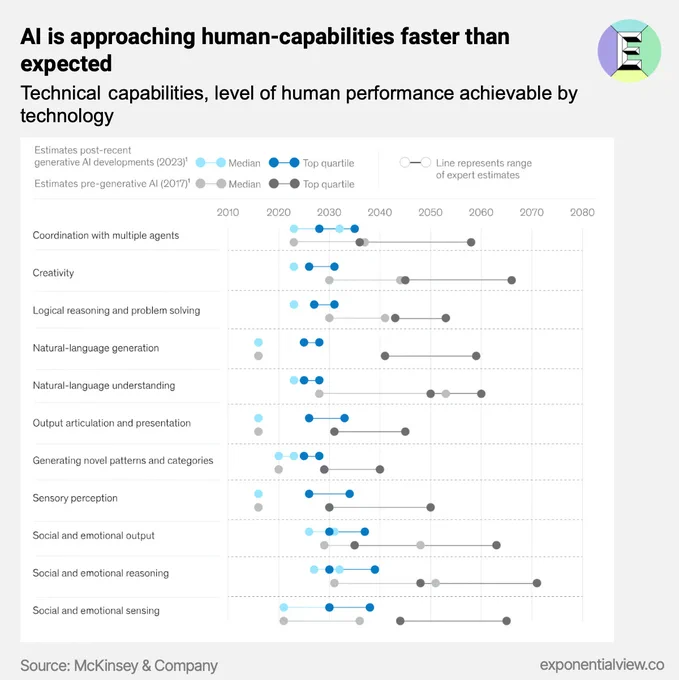 AI is approaching human-capabilities faster than
expected
Technical capabilities, level of human performance achievable by
technology
E
Estimates post-recent
generative AI developments (2023)¹ Median Top quartile
Line represents range
of expert estimates
Estimates pre-generative AI (2017)¹ Median Top quartile
2010 2020 2030 2040 2050 2060 2070 2080
Coordination with multiple agents
Creativity
Logical reasoning and problem solving
Natural-language generation
Natural-language understanding
Output articulation and presentation
Generating novel patterns and categories
Sensory perception
Social and emotional output
Social and emotional reasoning
Social and emotional sensing
Source: McKinsey & Company
exponentialview.co